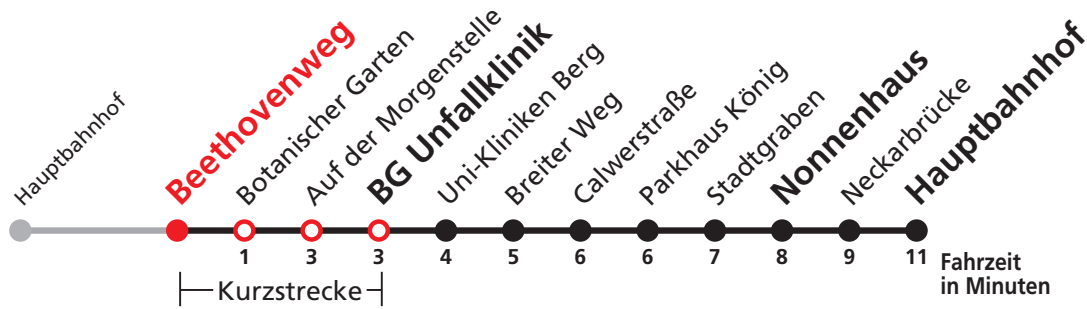 Hauptbahnhof
Beethovenweg
Botanischer Garten
Auf der Morgenstelle
BG Unfallklinik
Uni-Kliniken Berg
Breiter Weg
Calwerstraße
Parkhaus König
Stadtgraben
Nonnenhaus
Neckarbrücke
Hauptbahnhof
1 3 3 4 5 6 6 7 8 9 11
Fahrzeit
in Minuten
Kurzstrecke